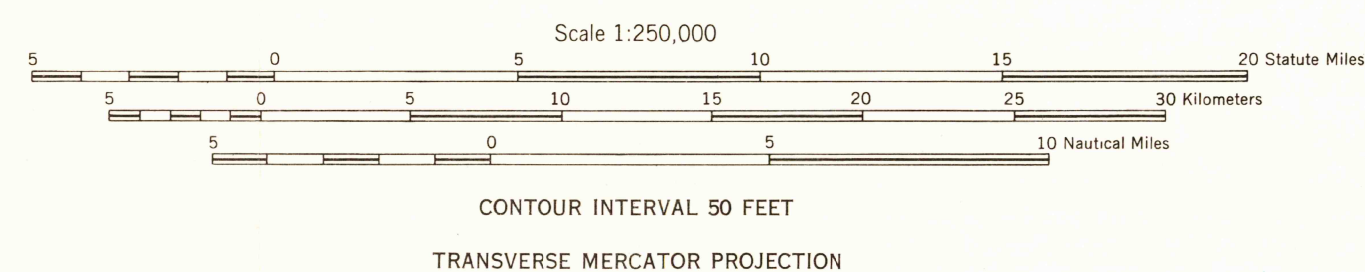 Scale 1:250,000
5 0 5 10 15 20 Statute Miles
5 0 5 10 15 20 25 30 Kilometers
5 0 5 10 Nautical Miles
CONTOUR INTERVAL 50 FEET
TRANSVERSE MERCATOR PROJECTION